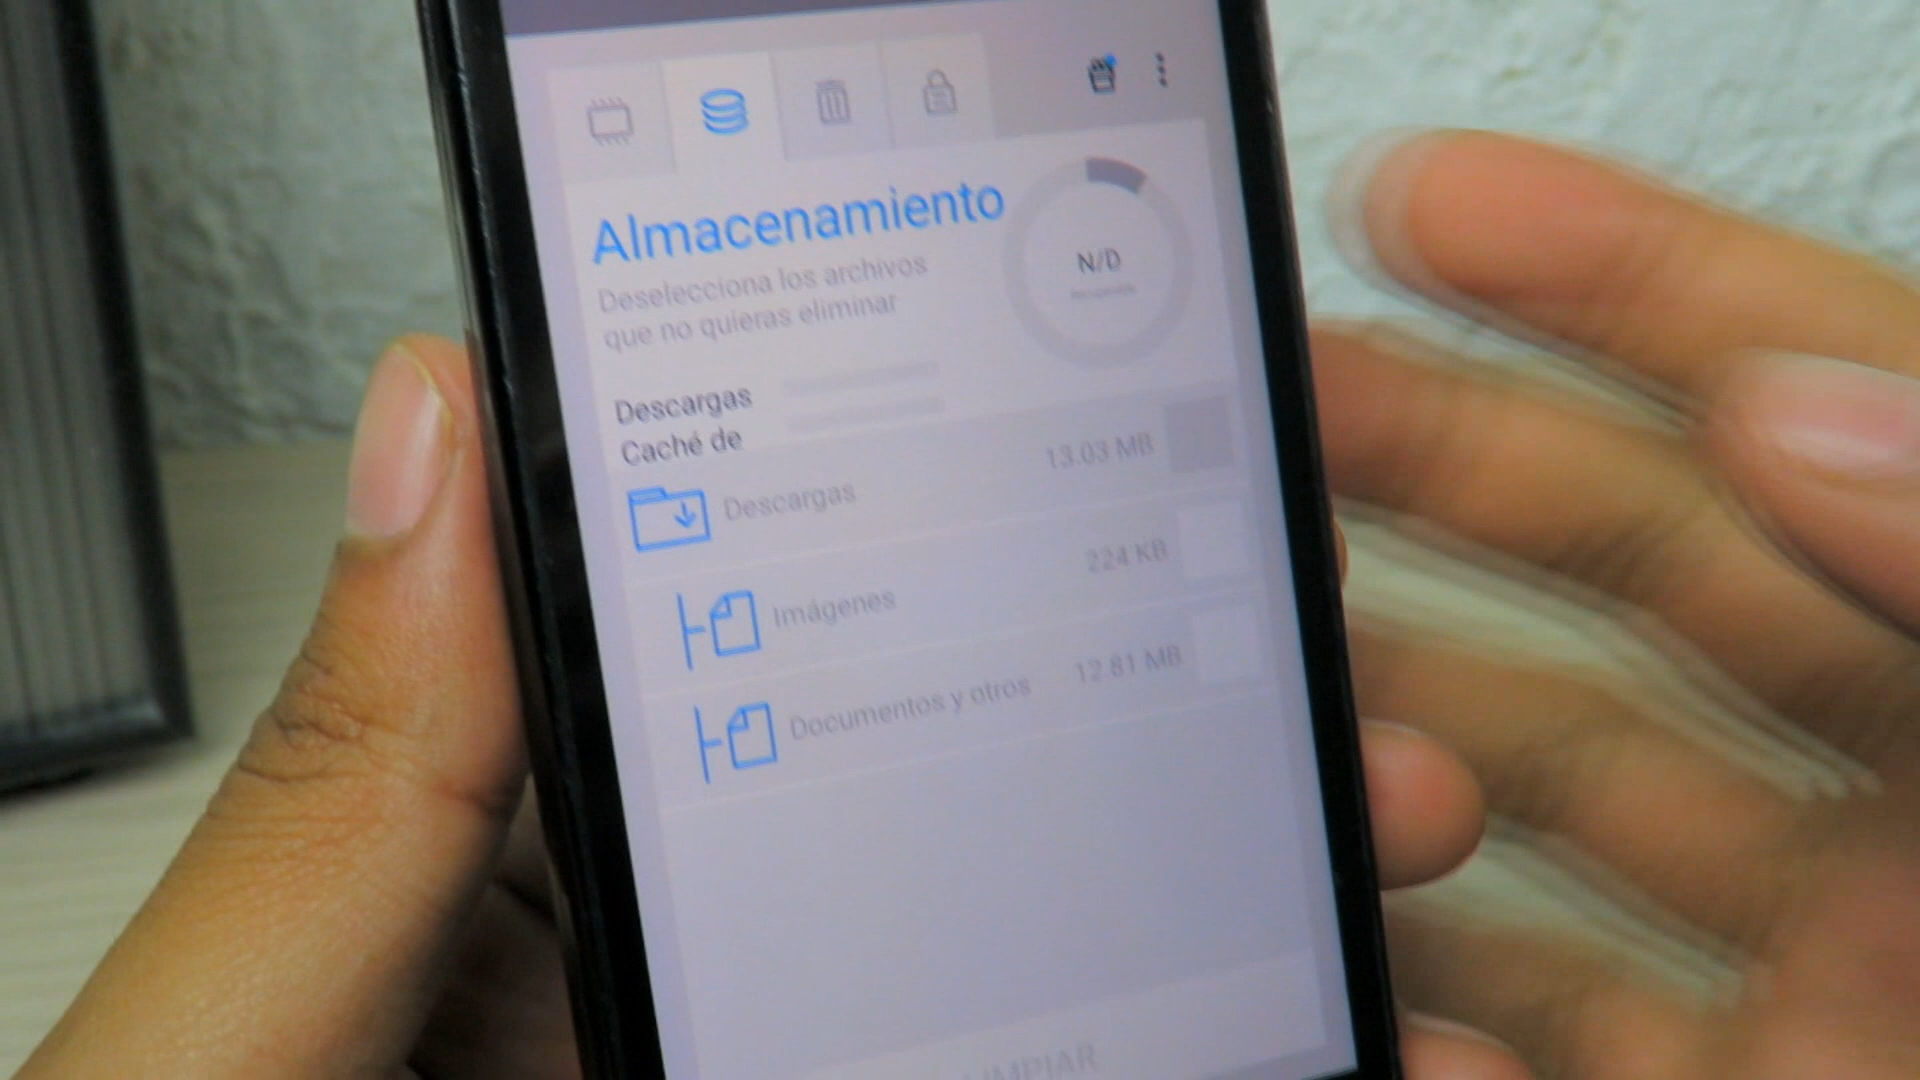 Almacenamiento
Deselecciona los archivos
que no quieras eliminar
N/D
Descargas
Caché de
Descargas 13.03 MB
Imágenes 224 KB
Documentos y otros 12.81 MB
LIMPIAR